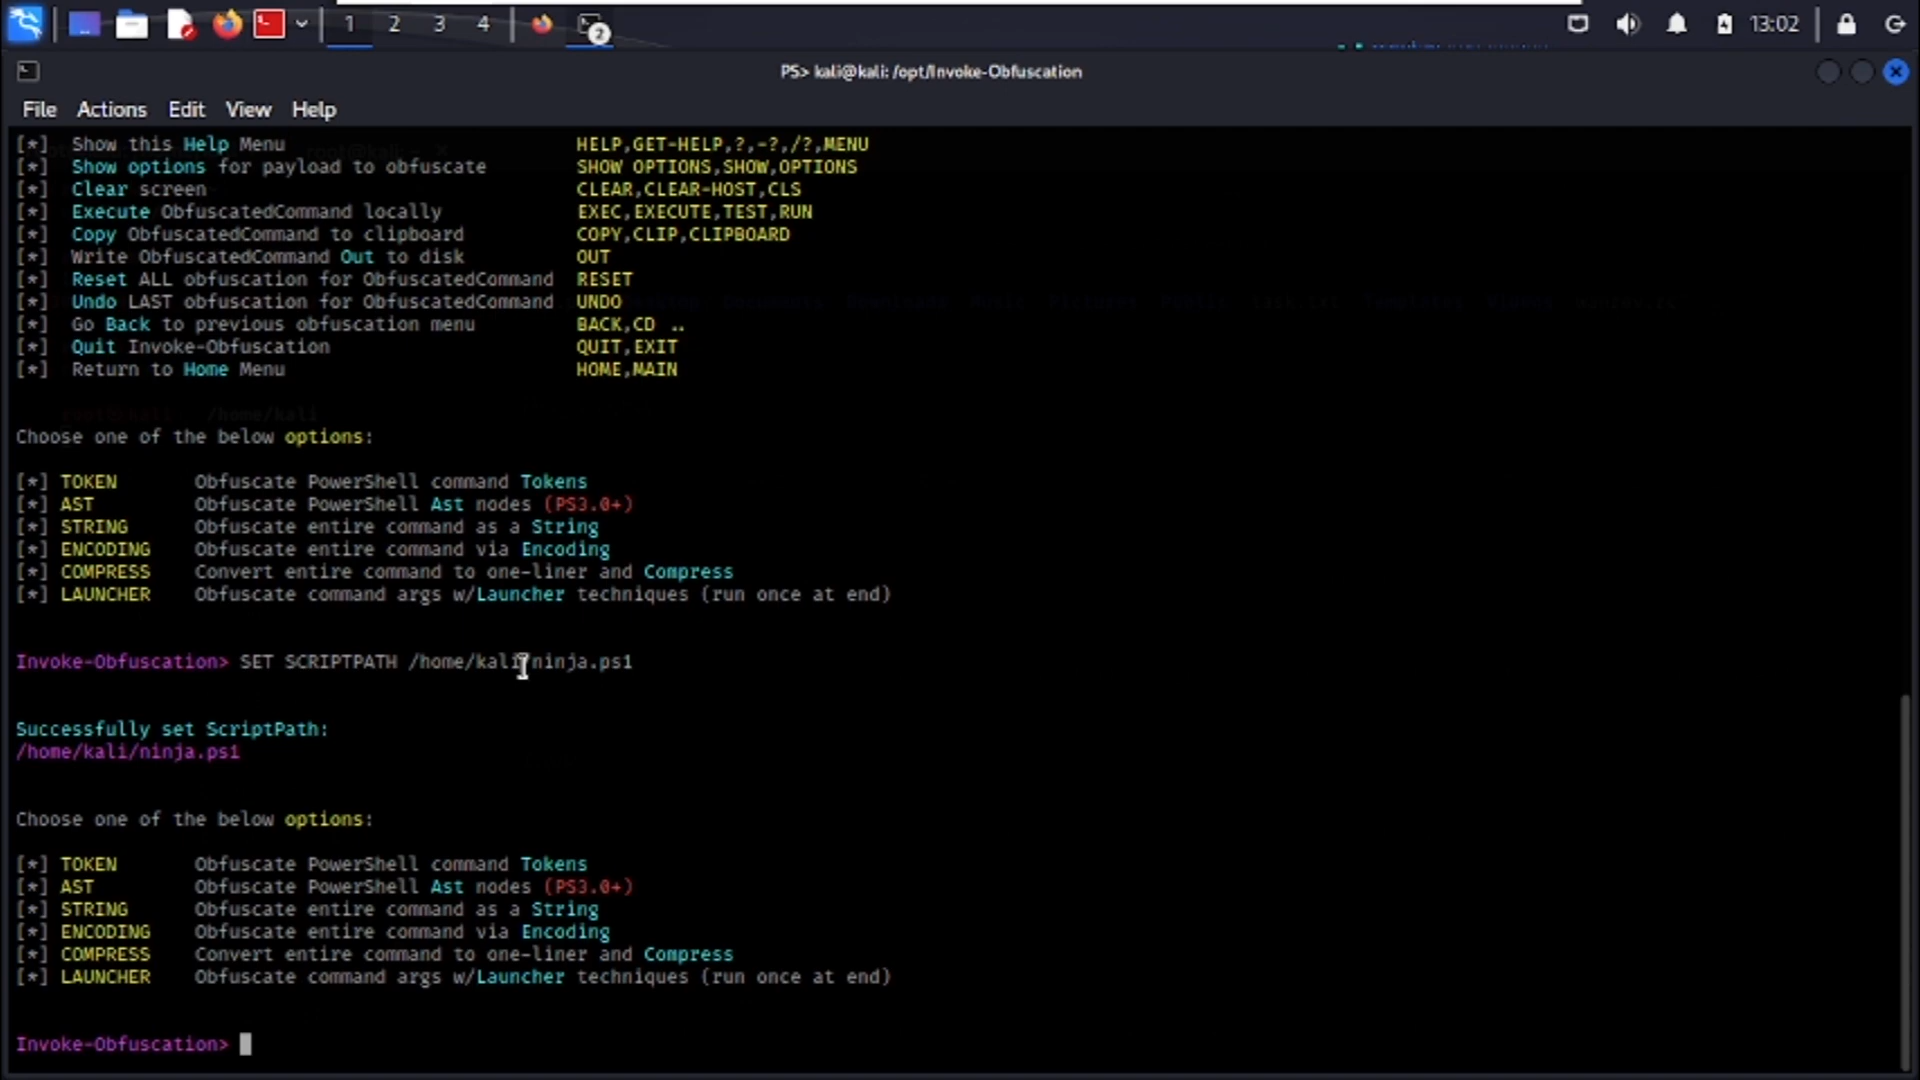 1 2 3 4 2 13:02
PS> kali@kali: /opt/Invoke-Obfuscation
File Actions Edit View Help
[*] Show this Help Menu HELP,GET-HELP,?,-?,/?,MENU
[*] Show options for payload to obfuscate SHOW OPTIONS,SHOW,OPTIONS
[*] Clear screen CLEAR,CLEAR-HOST,CLS
[*] Execute ObfuscatedCommand locally EXEC,EXECUTE,TEST,RUN
[*] Copy ObfuscatedCommand to clipboard COPY,CLIP,CLIPBOARD
[*] Write ObfuscatedCommand Out to disk OUT
[*] Reset ALL obfuscation for ObfuscatedCommand RESET
[*] Undo LAST obfuscation for ObfuscatedCommand UNDO
[*] Go Back to previous obfuscation menu BACK,CD ..
[*] Quit Invoke-Obfuscation QUIT,EXIT
[*] Return to Home Menu HOME,MAIN
/home/kali
Choose one of the below options:
[*] TOKEN Obfuscate PowerShell command Tokens
[*] AST Obfuscate PowerShell Ast nodes (PS3.0+)
[*] STRING Obfuscate entire command as a String
[*] ENCODING Obfuscate entire command via Encoding
[*] COMPRESS Convert entire command to one-liner and Compress
[*] LAUNCHER Obfuscate command args w/Launcher techniques (run once at end)
Invoke-Obfuscation> SET SCRIPTPATH /home/kali/ninja.ps1
Successfully set ScriptPath:
/home/kali/ninja.ps1
Choose one of the below options:
[*] TOKEN Obfuscate PowerShell command Tokens
[*] AST Obfuscate PowerShell Ast nodes (PS3.0+)
[*] STRING Obfuscate entire command as a String
[*] ENCODING Obfuscate entire command via Encoding
[*] COMPRESS Convert entire command to one-liner and Compress
[*] LAUNCHER Obfuscate command args w/Launcher techniques (run once at end)
Invoke-Obfuscation>